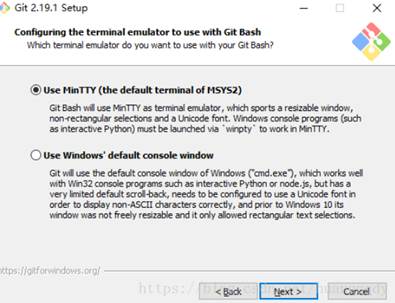 Git 2.19.1 Setup
Configuring the terminal emulator to use with Git Bash
Which terminal emulator do you want to use with your Git Bash?
Use MinTTY (the default terminal of MSYS2)
Git Bash will use MinTTY as terminal emulator, which sports a resizable window,
non-rectangular selections and a Unicode font. Windows console programs (such
as interactive Python) must be launched via `winpty` to work in MinTTY.
Use Windows' default console window
Git will use the default console window of Windows ("cmd.exe"), which works well
with Win32 console programs such as interactive Python or node.js, but has a
very limited default scroll-back, needs to be configured to use a Unicode font in
order to display non-ASCII characters correctly, and prior to Windows 10 its
window was not freely resizable and it only allowed rectangular text selections.
https://gitforwindows.org/
< Back
Next >
Cancel